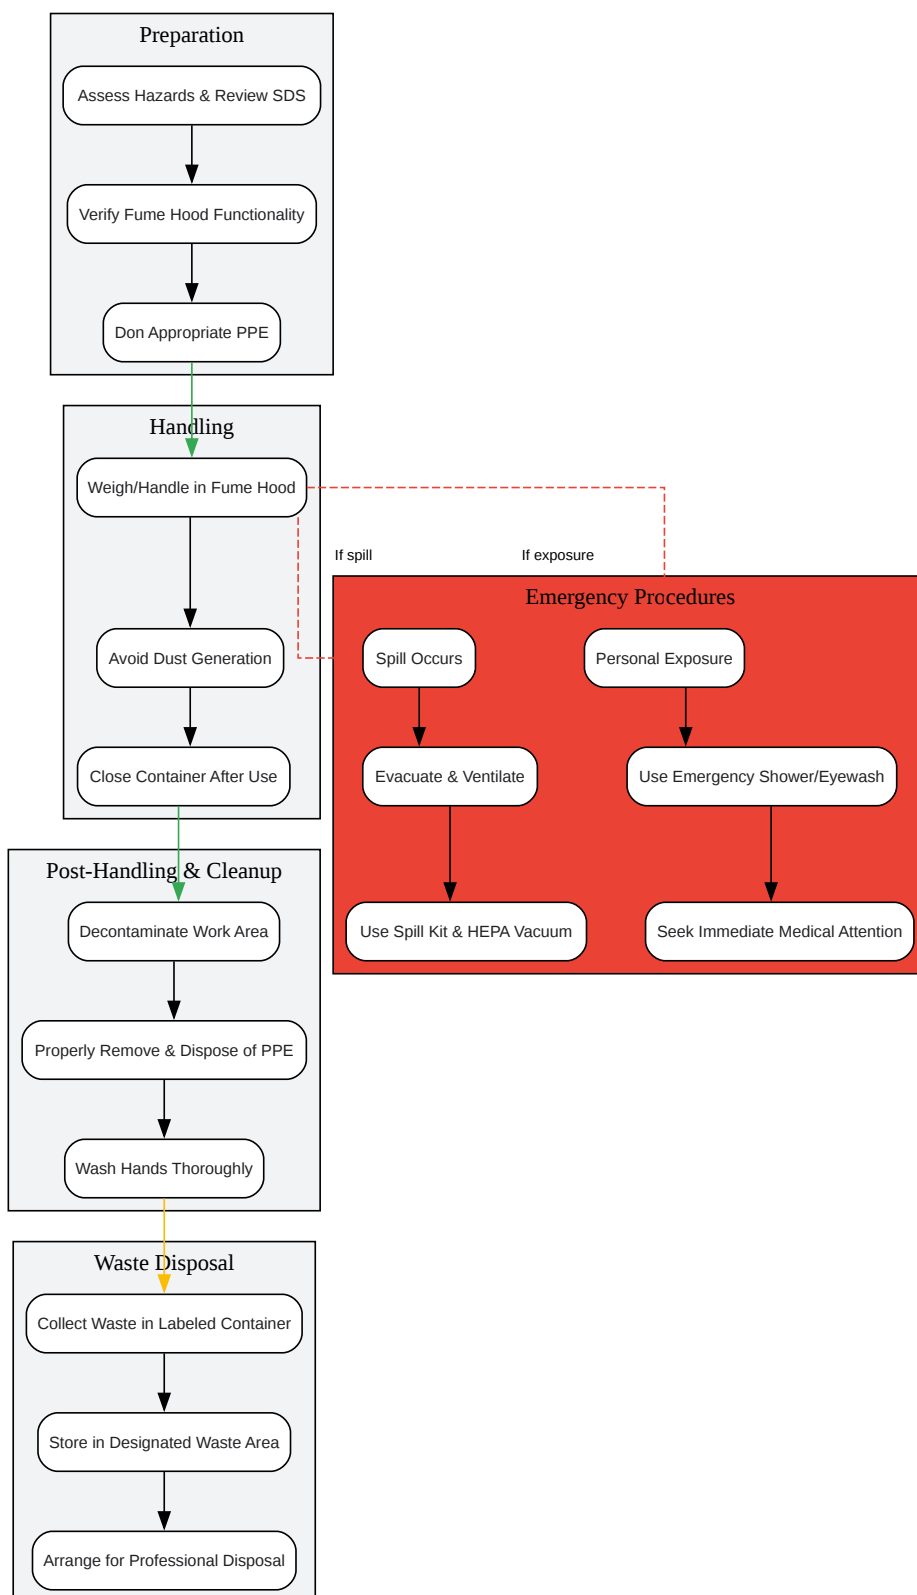 Preparation
Assess Hazards & Review SDS
Verify Fume Hood Functionality
Don Appropriate PPE
Handling
Weigh/Handle in Fume Hood
Avoid Dust Generation
Close Container After Use
If spill
If exposure
Emergency Procedures
Spill Occurs
Evacuate & Ventilate
Use Spill Kit & HEPA Vacuum
Personal Exposure
Use Emergency Shower/Eyewash
Seek Immediate Medical Attention
Post-Handling & Cleanup
Decontaminate Work Area
Properly Remove & Dispose of PPE
Wash Hands Thoroughly
Waste Disposal
Collect Waste in Labeled Container
Store in Designated Waste Area
Arrange for Professional Disposal